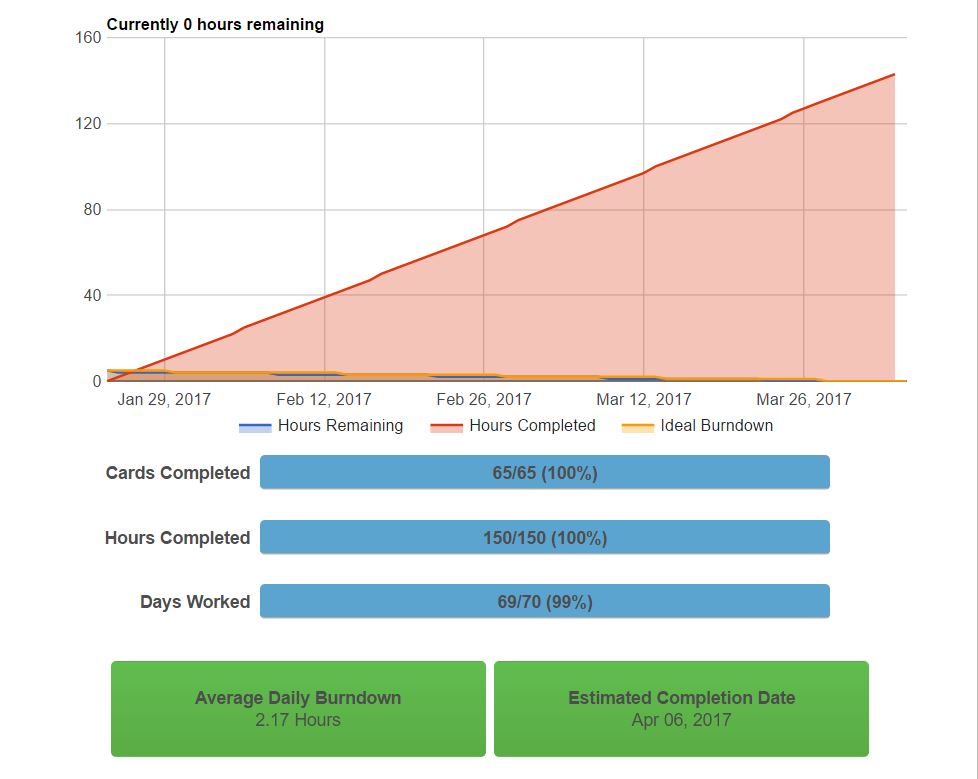 Currently 0 hours remaining
160
120
80
40
0
Jan 29, 2017 Feb 12, 2017 Feb 26, 2017 Mar 12, 2017 Mar 26, 2017
Hours Remaining Hours Completed Ideal Burndown
Cards Completed 65/65 (100%)
Hours Completed 150/150 (100%)
Days Worked 69/70 (99%)
Average Daily Burndown
2.17 Hours
Estimated Completion Date
Apr 06, 2017